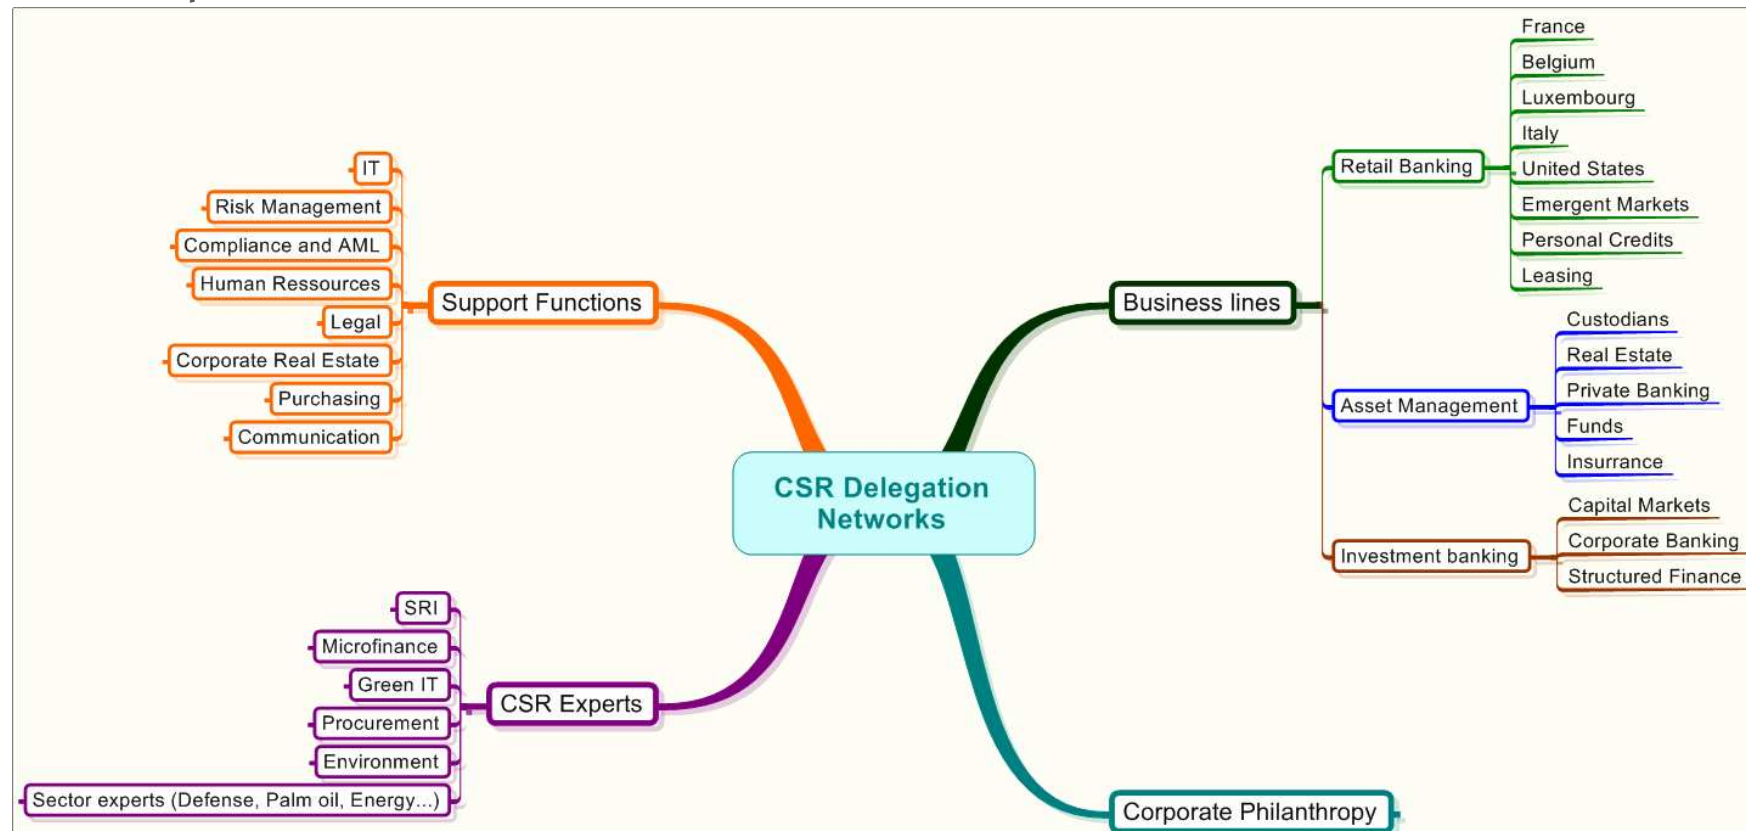 CSR Delegation
Networks
Support Functions
IT
Risk Management
Compliance and AML
Human Ressources
Legal
Corporate Real Estate
Purchasing
Communication
CSR Experts
SRI
Microfinance
Green IT
Procurement
Environment
Sector experts (Defense, Palm oil, Energy...)
Business lines
Retail Banking
France
Belgium
Luxembourg
Italy
United States
Emergent Markets
Personal Credits
Leasing
Asset Management
Custodians
Real Estate
Private Banking
Funds
Insurrance
Investment banking
Capital Markets
Corporate Banking
Structured Finance
Corporate Philanthropy